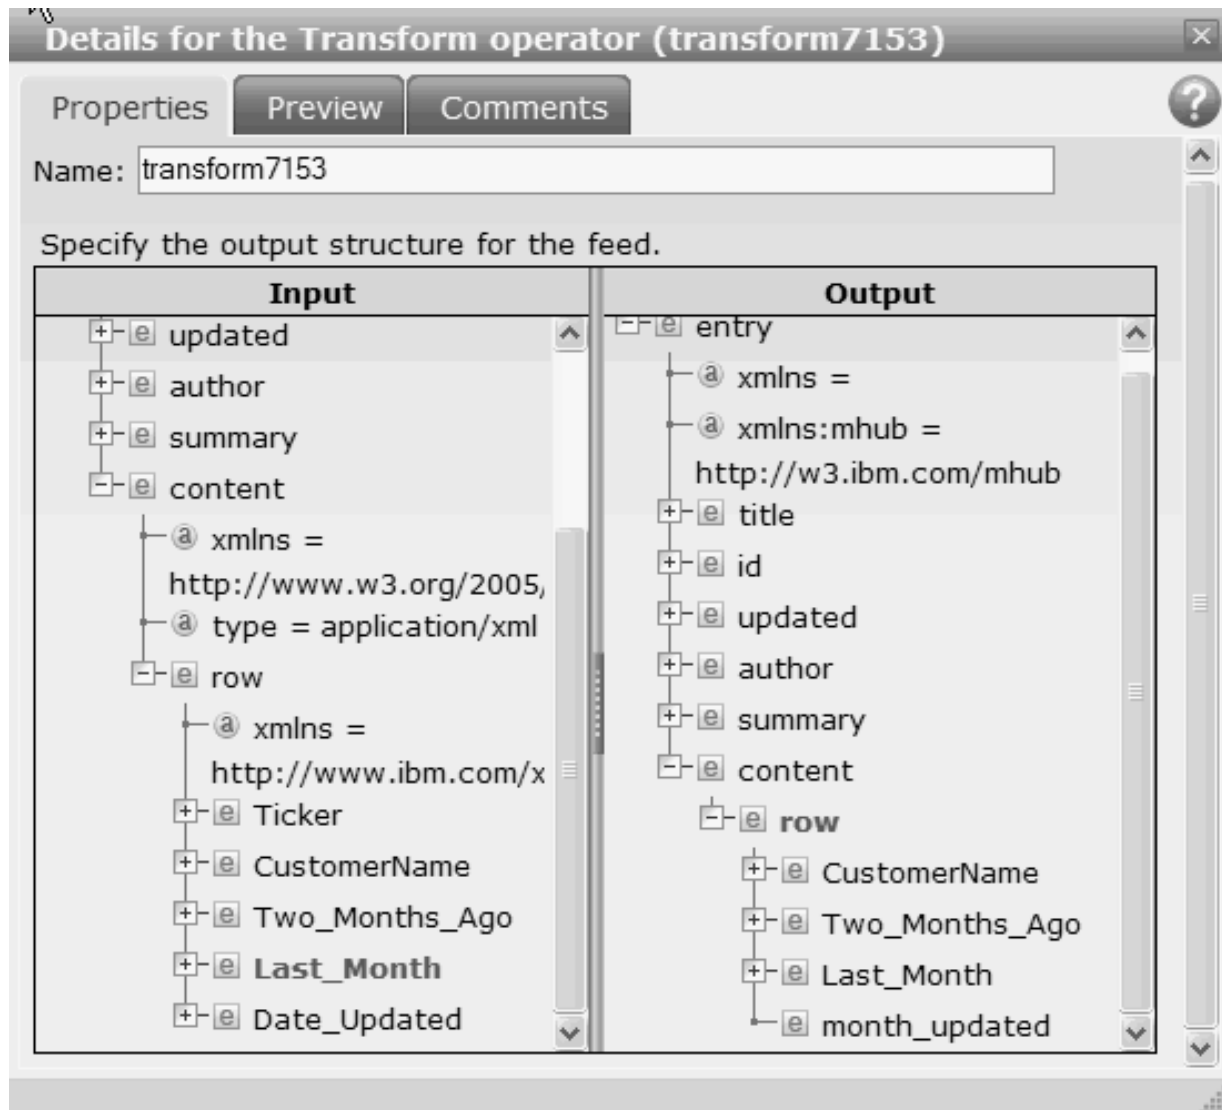 Details for the Transform operator (transform7153)
Properties
Preview
Comments
?
Name: transform7153
Specify the output structure for the feed.
Input
e updated
e author
e summary
e content
a xmlns =
http://www.w3.org/2005/
a type = application/xml
e row
a xmlns =
http://www.ibm.com/x
e Ticker
e CustomerName
e Two_Months_Ago
e Last_Month
e Date_Updated
Output
e entry
a xmlns =
a xmlns:mhub =
http://w3.ibm.com/mhub
e title
e id
e updated
e author
e summary
e content
e row
e CustomerName
e Two_Months_Ago
e Last_Month
e month_updated